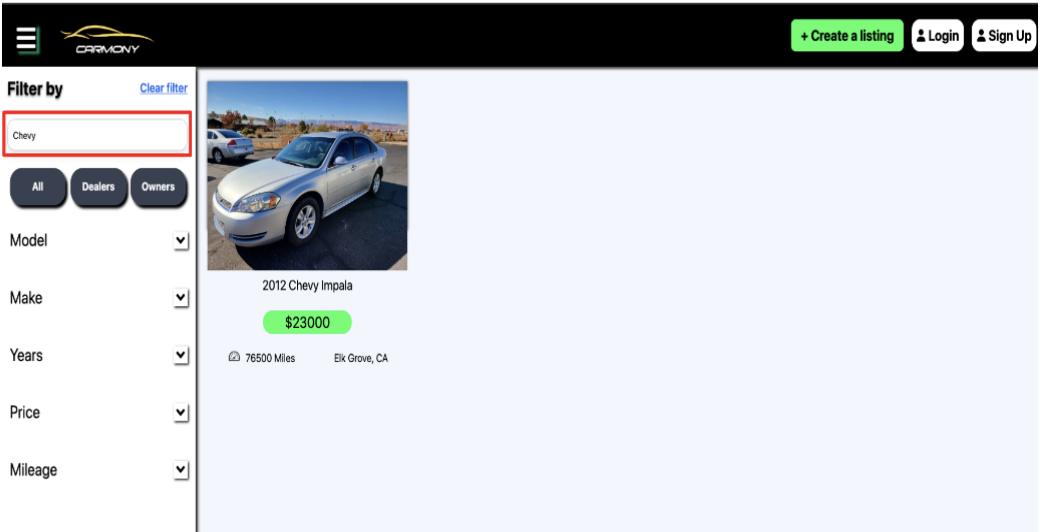 CARMONY
+ Create a listing
Login
Sign Up
Filter by
Clear filter
Chevy
All
Dealers
Owners
Model
Make
Years
Price
Mileage
2012 Chevy Impala
$23000
76500 Miles
Elk Grove, CA